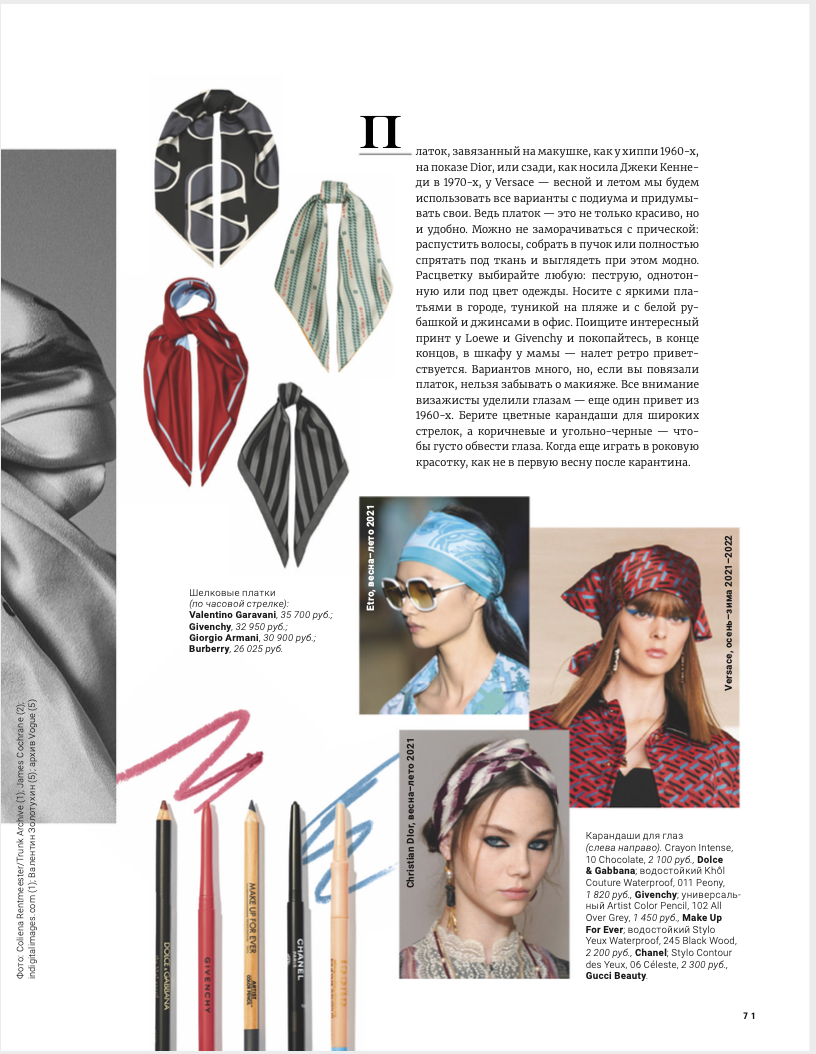 П
латок, завязанный на макушке, как у хиппи 1960-х,
на показе Dior, или сзади, как носила Джеки Кенне-
ди в 1970-х, у Versace — весной и летом мы будем
использовать все варианты с подиума и придумы-
вать свои. Ведь платок — это не только красиво, но
и удобно. Можно не заморачиваться с прической:
распустить волосы, собрать в пучок или полностью
спрятать под ткань и выглядеть при этом модно.
Расцветку выбирайте любую: пеструю, однотон-
ную или под цвет одежды. Носите с яркими пла-
тьями в городе, туникой на пляже и с белой ру-
башкой и джинсами в офис. Поищите интересный
принт у Loewe и Givenchy и покопайтесь, в конце
концов, в шкафу у мамы — налет ретро привет-
ствуется. Вариантов много, но, если вы повязали
платок, нельзя забывать о макияже. Все внимание
визажисты уделили глазам — еще один привет из
1960-х. Берите цветные карандаши для широких
стрелок, а коричневые и угольно-черные — что-
бы густо обвести глаза. Когда еще играть в роковую
красотку, как не в первую весну после карантина.
Etro, весна–лето 2021
Versace, осень–зима 2021–2022
Шелковые платки
(по часовой стрелке):
Valentino Garavani, 35 700 руб.;
Givenchy, 32 950 руб.;
Giorgio Armani, 30 900 руб.;
Burberry, 26 025 руб.
Christian Dior, весна–лето 2021
Фото: Coliena Rentmeester/Trunk Archive (1); James Cochrane (2);
indigitalimages.com (1); Валентин Золотухин (5); архив Vogue (5)
DOLCE&GABBANA
GIVENCHY
MAKE UP FOR EVER
ARTIST
COLOR PENCIL
CHANEL
Карандаши для глаз
(слева направо). Crayon Intense,
10 Chocolate, 2 100 руб., Dolce
& Gabbana; водостойкий Khôl
Couture Waterproof, 011 Peony,
1 820 руб., Givenchy; универсаль-
ный Artist Color Pencil, 102 All
Over Grey, 1 450 руб., Make Up
For Ever; водостойкий Stylo
Yeux Waterproof, 245 Black Wood,
2 200 руб., Chanel; Stylo Contour
des Yeux, 06 Céleste, 2 300 руб.,
Gucci Beauty.
71